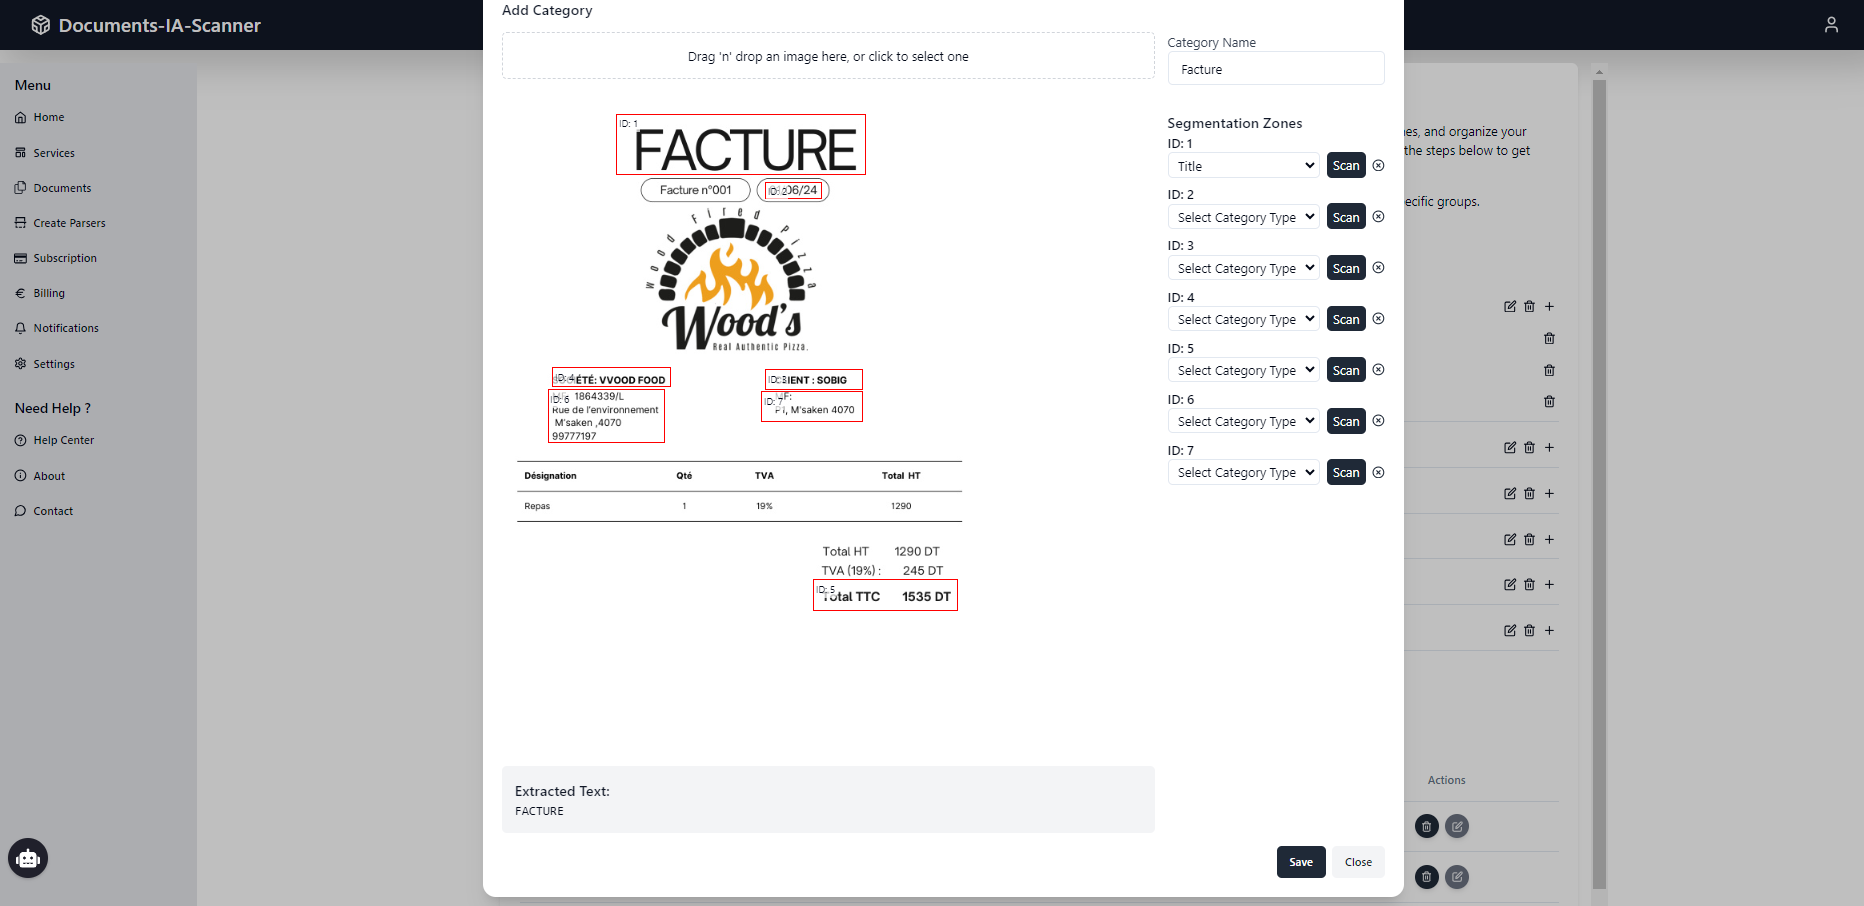 Documents-IA-Scanner
Menu
Home
Services
Documents
Create Parsers
Subscription
Billing
Notifications
Settings
Need Help ?
Help Center
About
Contact
Add Category
Drag 'n' drop an image here, or click to select one
ID: 1
FACTURE
Facture n°001
ID: 2
06/24
Wood Fired Pizza
Wood's
Real Authentic Pizza.
ID: 4
ÉTÉ: VVOOD FOOD
ID: 6
1864339/L
Rue de l'environnement
M'saken ,4070
99777197
ID: 3
IENT : SOBIG
ID: 7
MF:
P1, M'saken 4070
Désignation Qté TVA Total HT
Repas 1 19% 1290
Total HT 1290 DT
TVA (19%) : 245 DT
ID: 5
Total TTC 1535 DT
Extracted Text:
FACTURE
Category Name
Facture
Segmentation Zones
ID: 1
Title Scan
ID: 2
Select Category Type Scan
ID: 3
Select Category Type Scan
ID: 4
Select Category Type Scan
ID: 5
Select Category Type Scan
ID: 6
Select Category Type Scan
ID: 7
Select Category Type Scan
Save
Close
es, and organize your
the steps below to get
ecific groups.
Actions